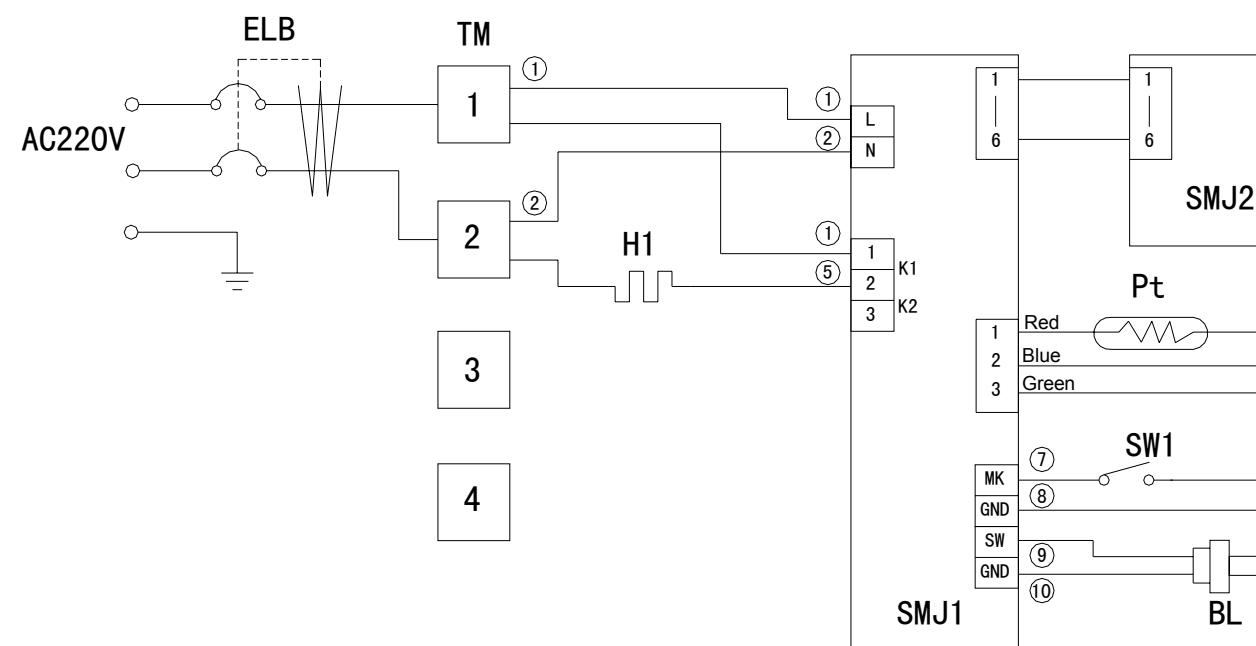 ELB
TM
AC220V
1
2
3
4
①
②
H1
①
②
①
⑤
L
N
1
2
3
K1
K2
SMJ1
1
6
1
6
SMJ2
Pt
1
2
3
Red
Blue
Green
SW1
MK
GND
SW
GND
⑦
⑧
⑨
⑩
BL